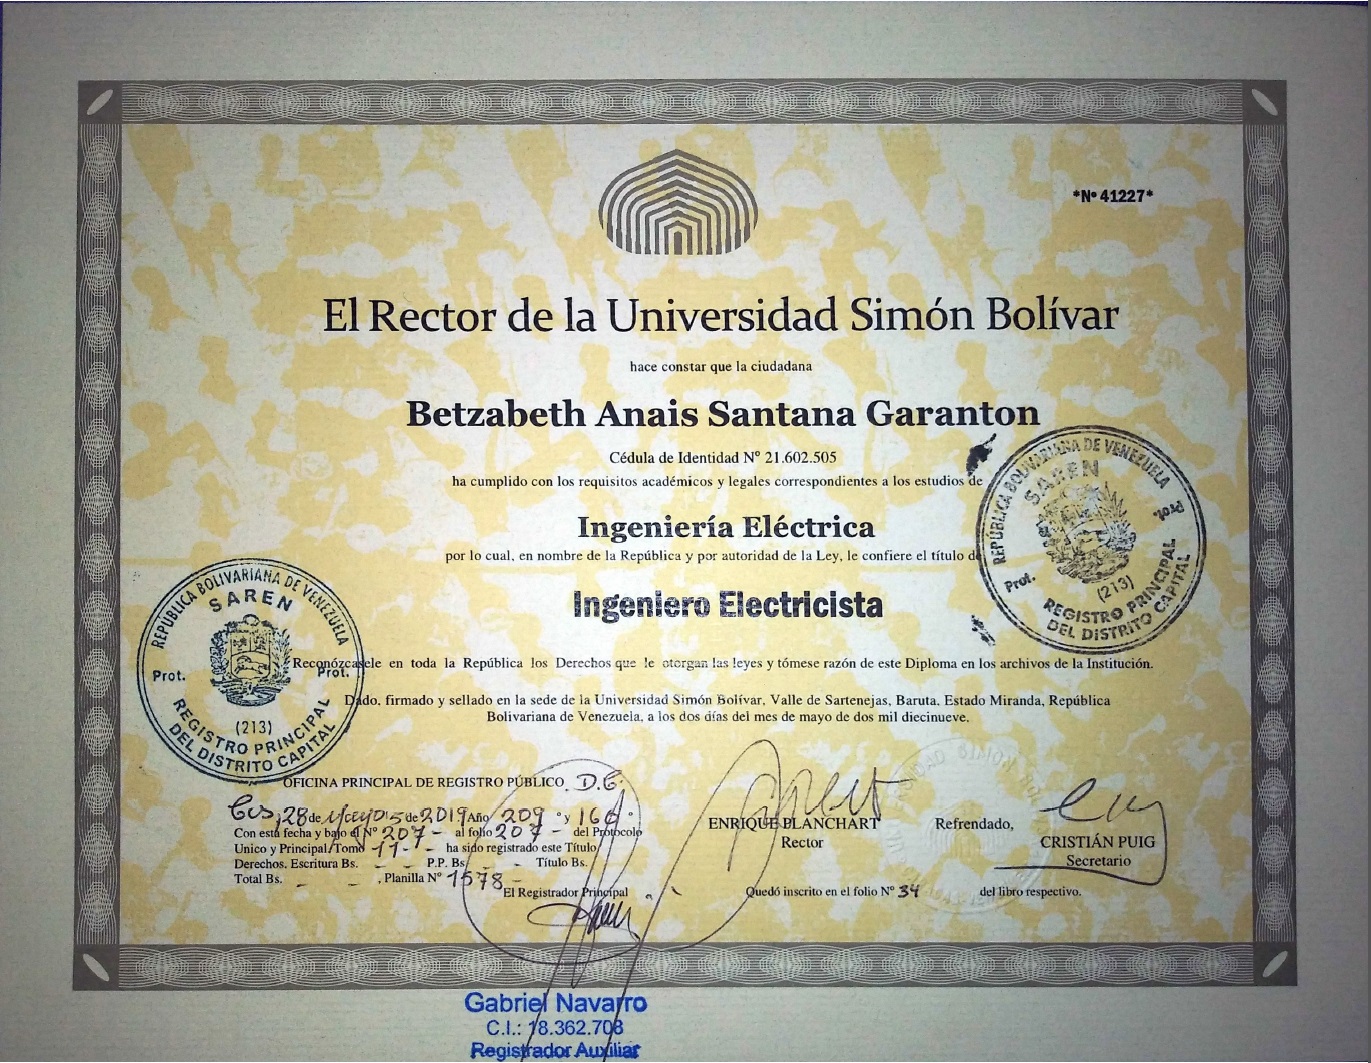 *Nº 41227*
El Rector de la Universidad Simón Bolívar
hace constar que la ciudadana
Betzabeth Anais Santana Garanton
Cédula de Identidad Nº 21.602.505
ha cumplido con los requisitos académicos y legales correspondientes a los estudios de
Ingeniería Eléctrica
por lo cual, en nombre de la República y por autoridad de la Ley, le confiere el título de
Ingeniero Electricista
REPÚBLICA BOLIVARIANA DE VENEZUELA
SAREN
Prot. Prot.
(213)
REGISTRO PRINCIPAL
DEL DISTRITO CAPITAL
REPÚBLICA BOLIVARIANA DE VENEZUELA
SAREN
Prot. Prot.
(213)
REGISTRO PRINCIPAL
DEL DISTRITO CAPITAL
Reconózcasele en toda la República los Derechos que le otorgan las leyes y tómese razón de este Diploma en los archivos de la Institución.
Dado, firmado y sellado en la sede de la Universidad Simón Bolívar, Valle de Sartenejas, Baruta, Estado Miranda, República
Bolivariana de Venezuela, a los dos días del mes de mayo de dos mil diecinueve.
OFICINA PRINCIPAL DE REGISTRO PÚBLICO, D.C.
Ccs, 28 de Mayo de 2019 Año 209 º y 160 º
Con esta fecha y bajo el Nº 207 - al folio 207 - del Protocolo
Unico y Principal/Tomo 17 - ha sido registrado este Título
Derechos. Escritura Bs. - - P.P. Bs. - - Título Bs.
Total Bs. - - , Planilla Nº 1578 -
El Registrador Principal
ENRIQUE PLANCHART
Rector
Refrendado,
CRISTIÁN PUIG
Secretario
Quedó inscrito en el folio Nº 34 del libro respectivo.
Gabriel Navarro
C.I.: 18.362.708
Registrador Auxiliar